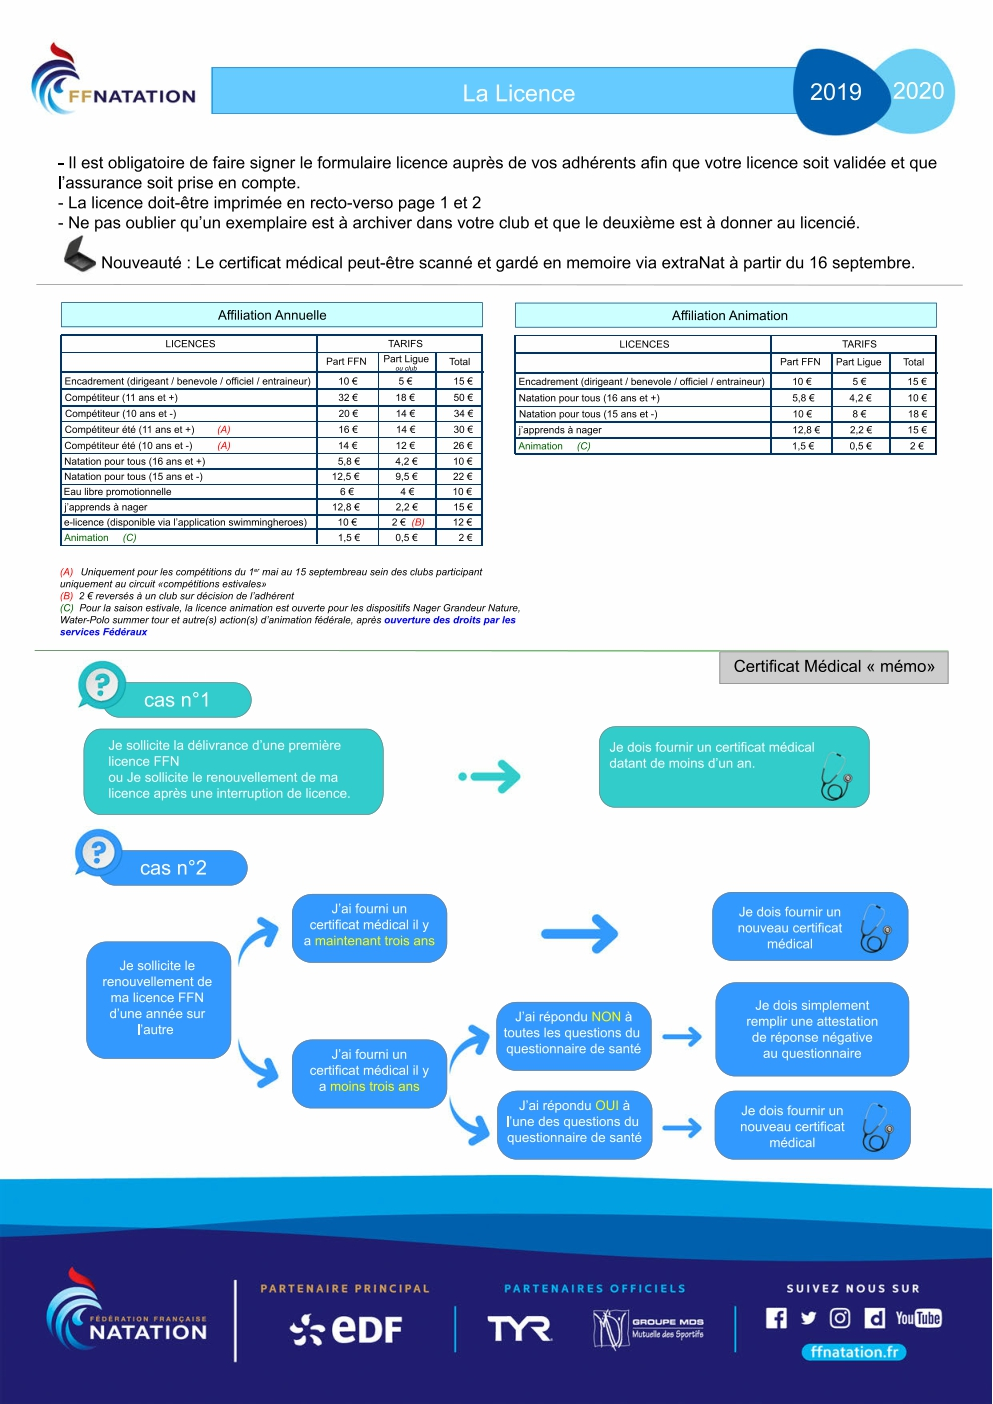 FFNATATION
La Licence
2019
2020
- Il est obligatoire de faire signer le formulaire licence auprès de vos adhérents afin que votre licence soit validée et que
l'assurance soit prise en compte.
- La licence doit-être imprimée en recto-verso page 1 et 2
- Ne pas oublier qu'un exemplaire est à archiver dans votre club et que le deuxième est à donner au licencié.
Nouveauté : Le certificat médical peut-être scanné et gardé en memoire via extraNat à partir du 16 septembre.
Affiliation Annuelle
LICENCES TARIFS
Part FFN Part Ligue ou club Total
Encadrement (dirigeant / benevole / officiel / entraineur) 10 € 5 € 15 €
Compétiteur (11 ans et +) 32 € 18 € 50 €
Compétiteur (10 ans et -) 20 € 14 € 34 €
Compétiteur été (11 ans et +) (A) 16 € 14 € 30 €
Compétiteur été (10 ans et -) (A) 14 € 12 € 26 €
Natation pour tous (16 ans et +) 5,8 € 4,2 € 10 €
Natation pour tous (15 ans et -) 12,5 € 9,5 € 22 €
Eau libre promotionnelle 6 € 4 € 10 €
j'apprends à nager 12,8 € 2,2 € 15 €
e-licence (disponible via l'application swimmingheroes) 10 € 2 € (B) 12 €
Animation (C) 1,5 € 0,5 € 2 €
Affiliation Animation
LICENCES TARIFS
Part FFN Part Ligue Total
Encadrement (dirigeant / benevole / officiel / entraineur) 10 € 5 € 15 €
Natation pour tous (16 ans et +) 5,8 € 4,2 € 10 €
Natation pour tous (15 ans et -) 10 € 8 € 18 €
j'apprends à nager 12,8 € 2,2 € 15 €
Animation (C) 1,5 € 0,5 € 2 €
(A) Uniquement pour les compétitions du 1er mai au 15 septembreau sein des clubs participant
uniquement au circuit «compétitions estivales»
(B) 2 € reversés à un club sur décision de l'adhérent
(C) Pour la saison estivale, la licence animation est ouverte pour les dispositifs Nager Grandeur Nature,
Water-Polo summer tour et autre(s) action(s) d'animation fédérale, après ouverture des droits par les
services Fédéraux
Certificat Médical « mémo»
? cas n°1
Je sollicite la délivrance d'une première
licence FFN
ou Je sollicite le renouvellement de ma
licence après une interruption de licence.
Je dois fournir un certificat médical
datant de moins d'un an.
? cas n°2
Je sollicite le
renouvellement de
ma licence FFN
d'une année sur
l'autre
J'ai fourni un
certificat médical il y
a maintenant trois ans
Je dois fournir un
nouveau certificat
médical
J'ai fourni un
certificat médical il y
a moins trois ans
J'ai répondu NON à
toutes les questions du
questionnaire de santé
Je dois simplement
remplir une attestation
de réponse négative
au questionnaire
J'ai répondu OUI à
l'une des questions du
questionnaire de santé
Je dois fournir un
nouveau certificat
médical
FÉDÉRATION FRANÇAISE
NATATION
PARTENAIRE PRINCIPAL
eDF
PARTENAIRES OFFICIELS
TYR
GROUPE MDS
Mutuelle des Sportifs
SUIVEZ NOUS SUR
f
d
YouTube
ffnatation.fr